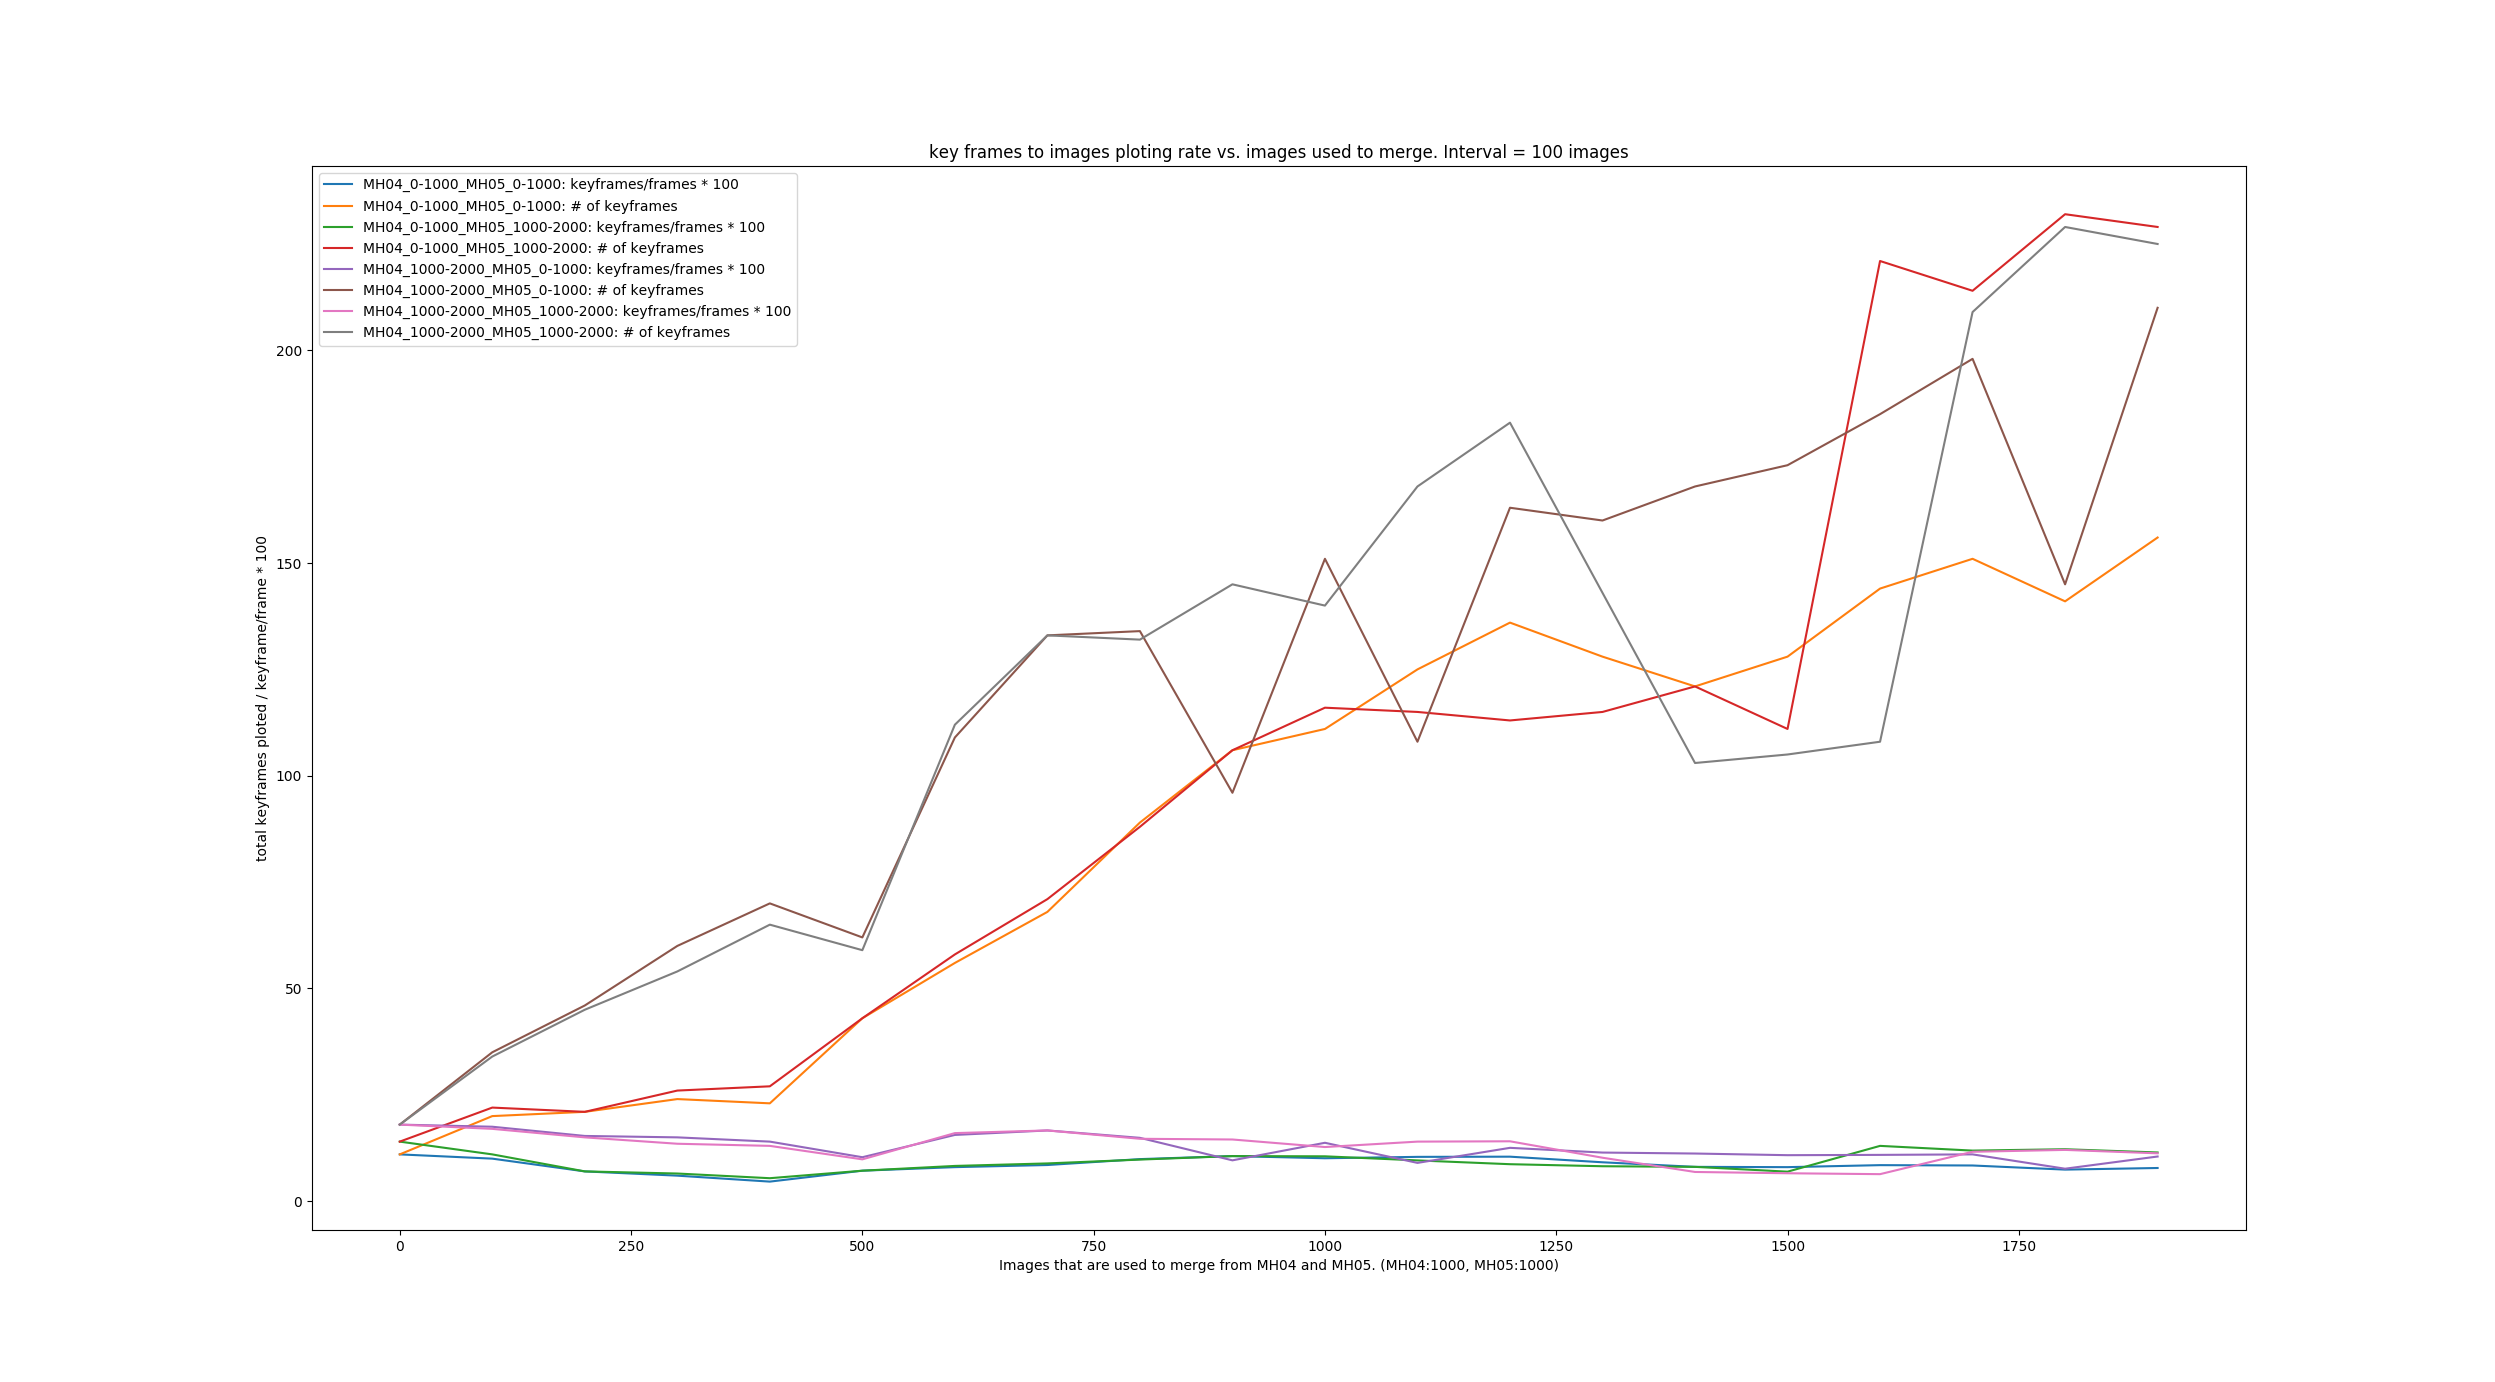 key frames to images ploting rate vs. images used to merge. Interval = 100 images
MH04_0-1000_MH05_0-1000: keyframes/frames * 100
MH04_0-1000_MH05_0-1000: # of keyframes
MH04_0-1000_MH05_1000-2000: keyframes/frames * 100
MH04_0-1000_MH05_1000-2000: # of keyframes
MH04_1000-2000_MH05_0-1000: keyframes/frames * 100
MH04_1000-2000_MH05_0-1000: # of keyframes
MH04_1000-2000_MH05_1000-2000: keyframes/frames * 100
MH04_1000-2000_MH05_1000-2000: # of keyframes
total keyframes ploted / keyframe/frame * 100
200
150
100
50
0
0 250 500 750 1000 1250 1500 1750
Images that are used to merge from MH04 and MH05. (MH04:1000, MH05:1000)